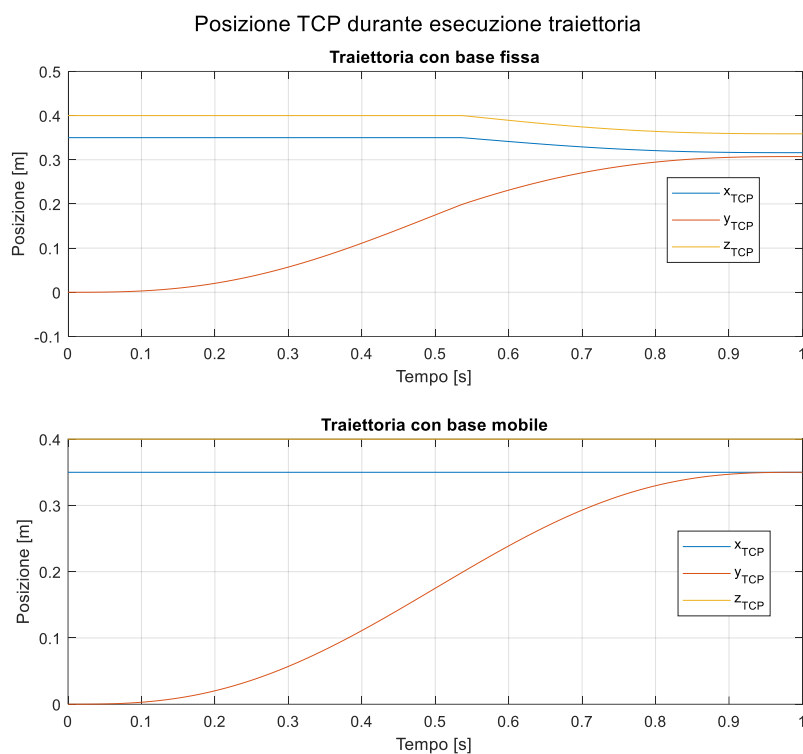 Posizione TCP durante esecuzione traiettoria
Traiettoria con base fissa
0.5
0.4
0.3
0.2
0.1
0
-0.1
Posizione [m]
x_TCP
y_TCP
z_TCP
0 0.1 0.2 0.3 0.4 0.5 0.6 0.7 0.8 0.9 1
Tempo [s]
Traiettoria con base mobile
0.4
0.3
0.2
0.1
0
Posizione [m]
x_TCP
y_TCP
z_TCP
0 0.1 0.2 0.3 0.4 0.5 0.6 0.7 0.8 0.9 1
Tempo [s]